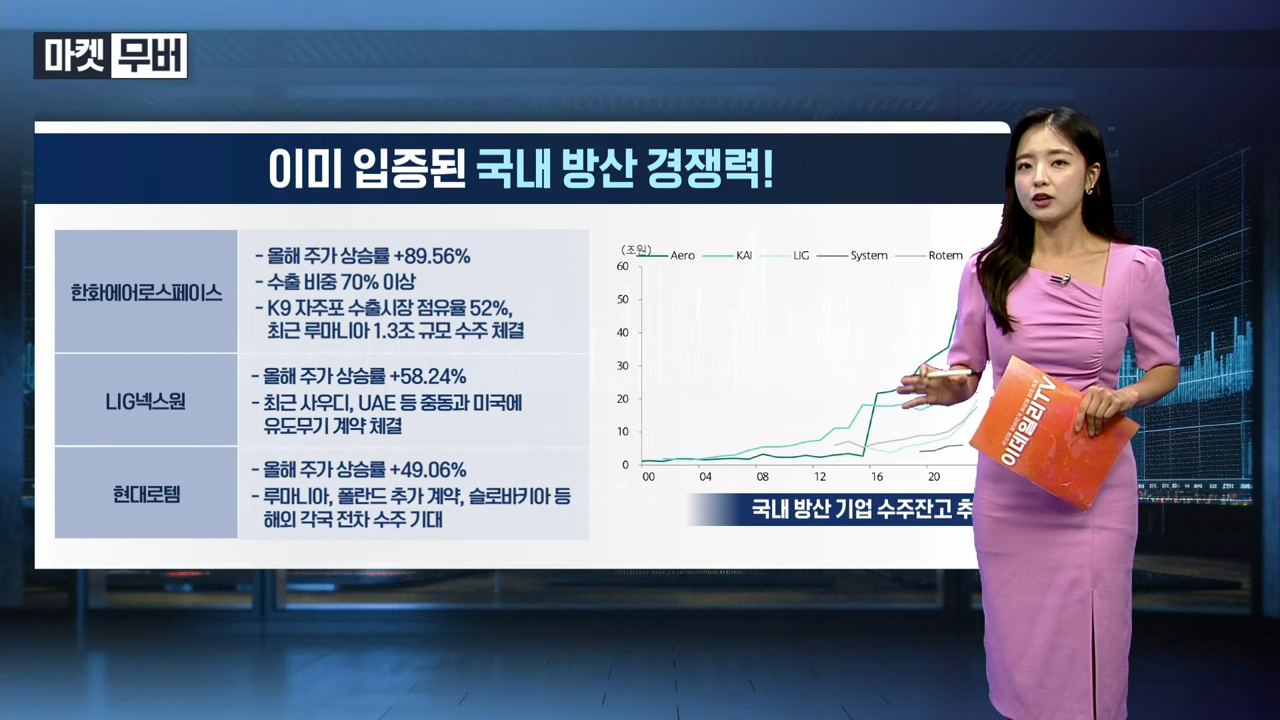 마켓 무버
이미 입증된 국내 방산 경쟁력!
한화에어로스페이스
- 올해 주가 상승률 +89.56%
- 수출 비중 70% 이상
- K9 자주포 수출시장 점유율 52%,
최근 루마니아 1.3조 규모 수주 체결
LIG넥스원
- 올해 주가 상승률 +58.24%
- 최근 사우디, UAE 등 중동과 미국에
유도무기 계약 체결
현대로템
- 올해 주가 상승률 +49.06%
- 루마니아, 폴란드 추가 계약, 슬로바키아 등
해외 각국 전차 수주 기대
(조원)
Aero KAI LIG System Rotem
60
50
40
30
20
10
0
00 04 08 12 16 20
국내 방산 기업 수주잔고 추
이데일리TV